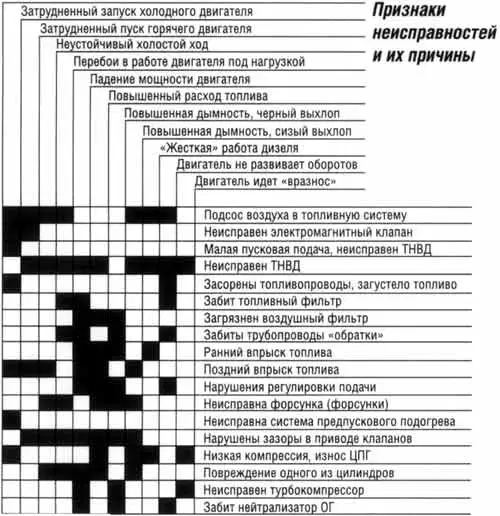 Затрудненный запуск холодного двигателя
Затрудненный пуск горячего двигателя
Неустойчивый холостой ход
Перебои в работе двигателя под нагрузкой
Падение мощности двигателя
Повышенный расход топлива
Повышенная дымность, черный выхлоп
Повышенная дымность, сизый выхлоп
«Жесткая» работа дизеля
Двигатель не развивает оборотов
Двигатель идет «вразнос»
Признаки
неисправностей
и их причины
Подсос воздуха в топливную систему
Неисправен электромагнитный клапан
Малая пусковая подача, неисправен ТНВД
Неисправен ТНВД
Засорены топливопроводы, загустело топливо
Забит топливный фильтр
Загрязнен воздушный фильтр
Забиты трубопроводы «обратки»
Ранний впрыск топлива
Поздний впрыск топлива
Нарушения регулировки подачи
Неисправна форсунка (форсунки)
Неисправна система предпускового подогрева
Нарушены зазоры в приводе клапанов
Низкая компрессия, износ ЦПГ
Повреждение одного из цилиндров
Неисправен турбокомпрессор
Забит нейтрализатор ОГ